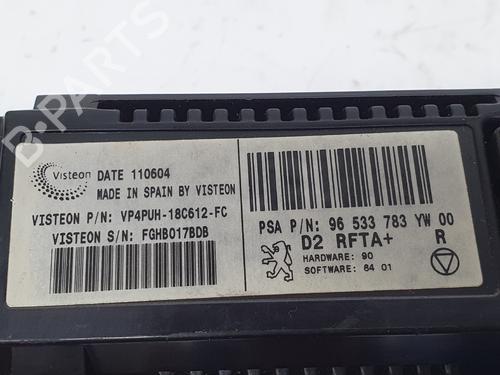 Visteon
DATE 110604
MADE IN SPAIN BY VISTEON
VISTEON P/N: VP4PUH-18C612-FC
VISTEON S/N: FGHB017BDB
PSA P/N: 96 533 783 YW 00
D2 RFTA+
R
HARDWARE: 90
SOFTWARE: 84 01
B-PARTS